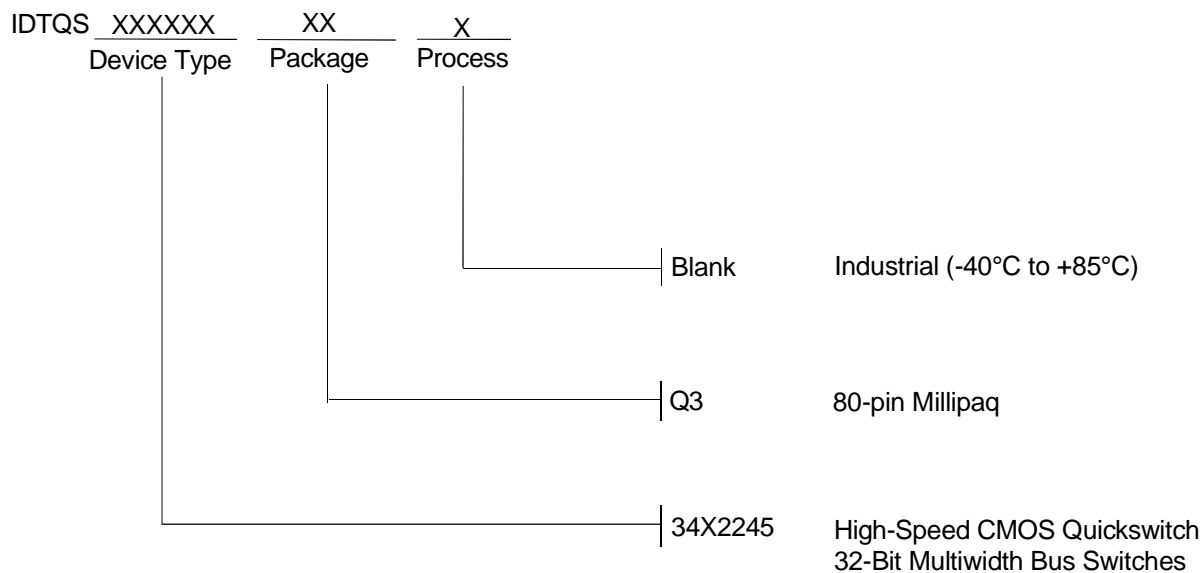 IDTQS XXXXXX XX X
Device Type Package Process
Blank Industrial (-40°C to +85°C)
Q3 80-pin Millipaq
34X2245 High-Speed CMOS Quickswitch
32-Bit Multiwidth Bus Switches